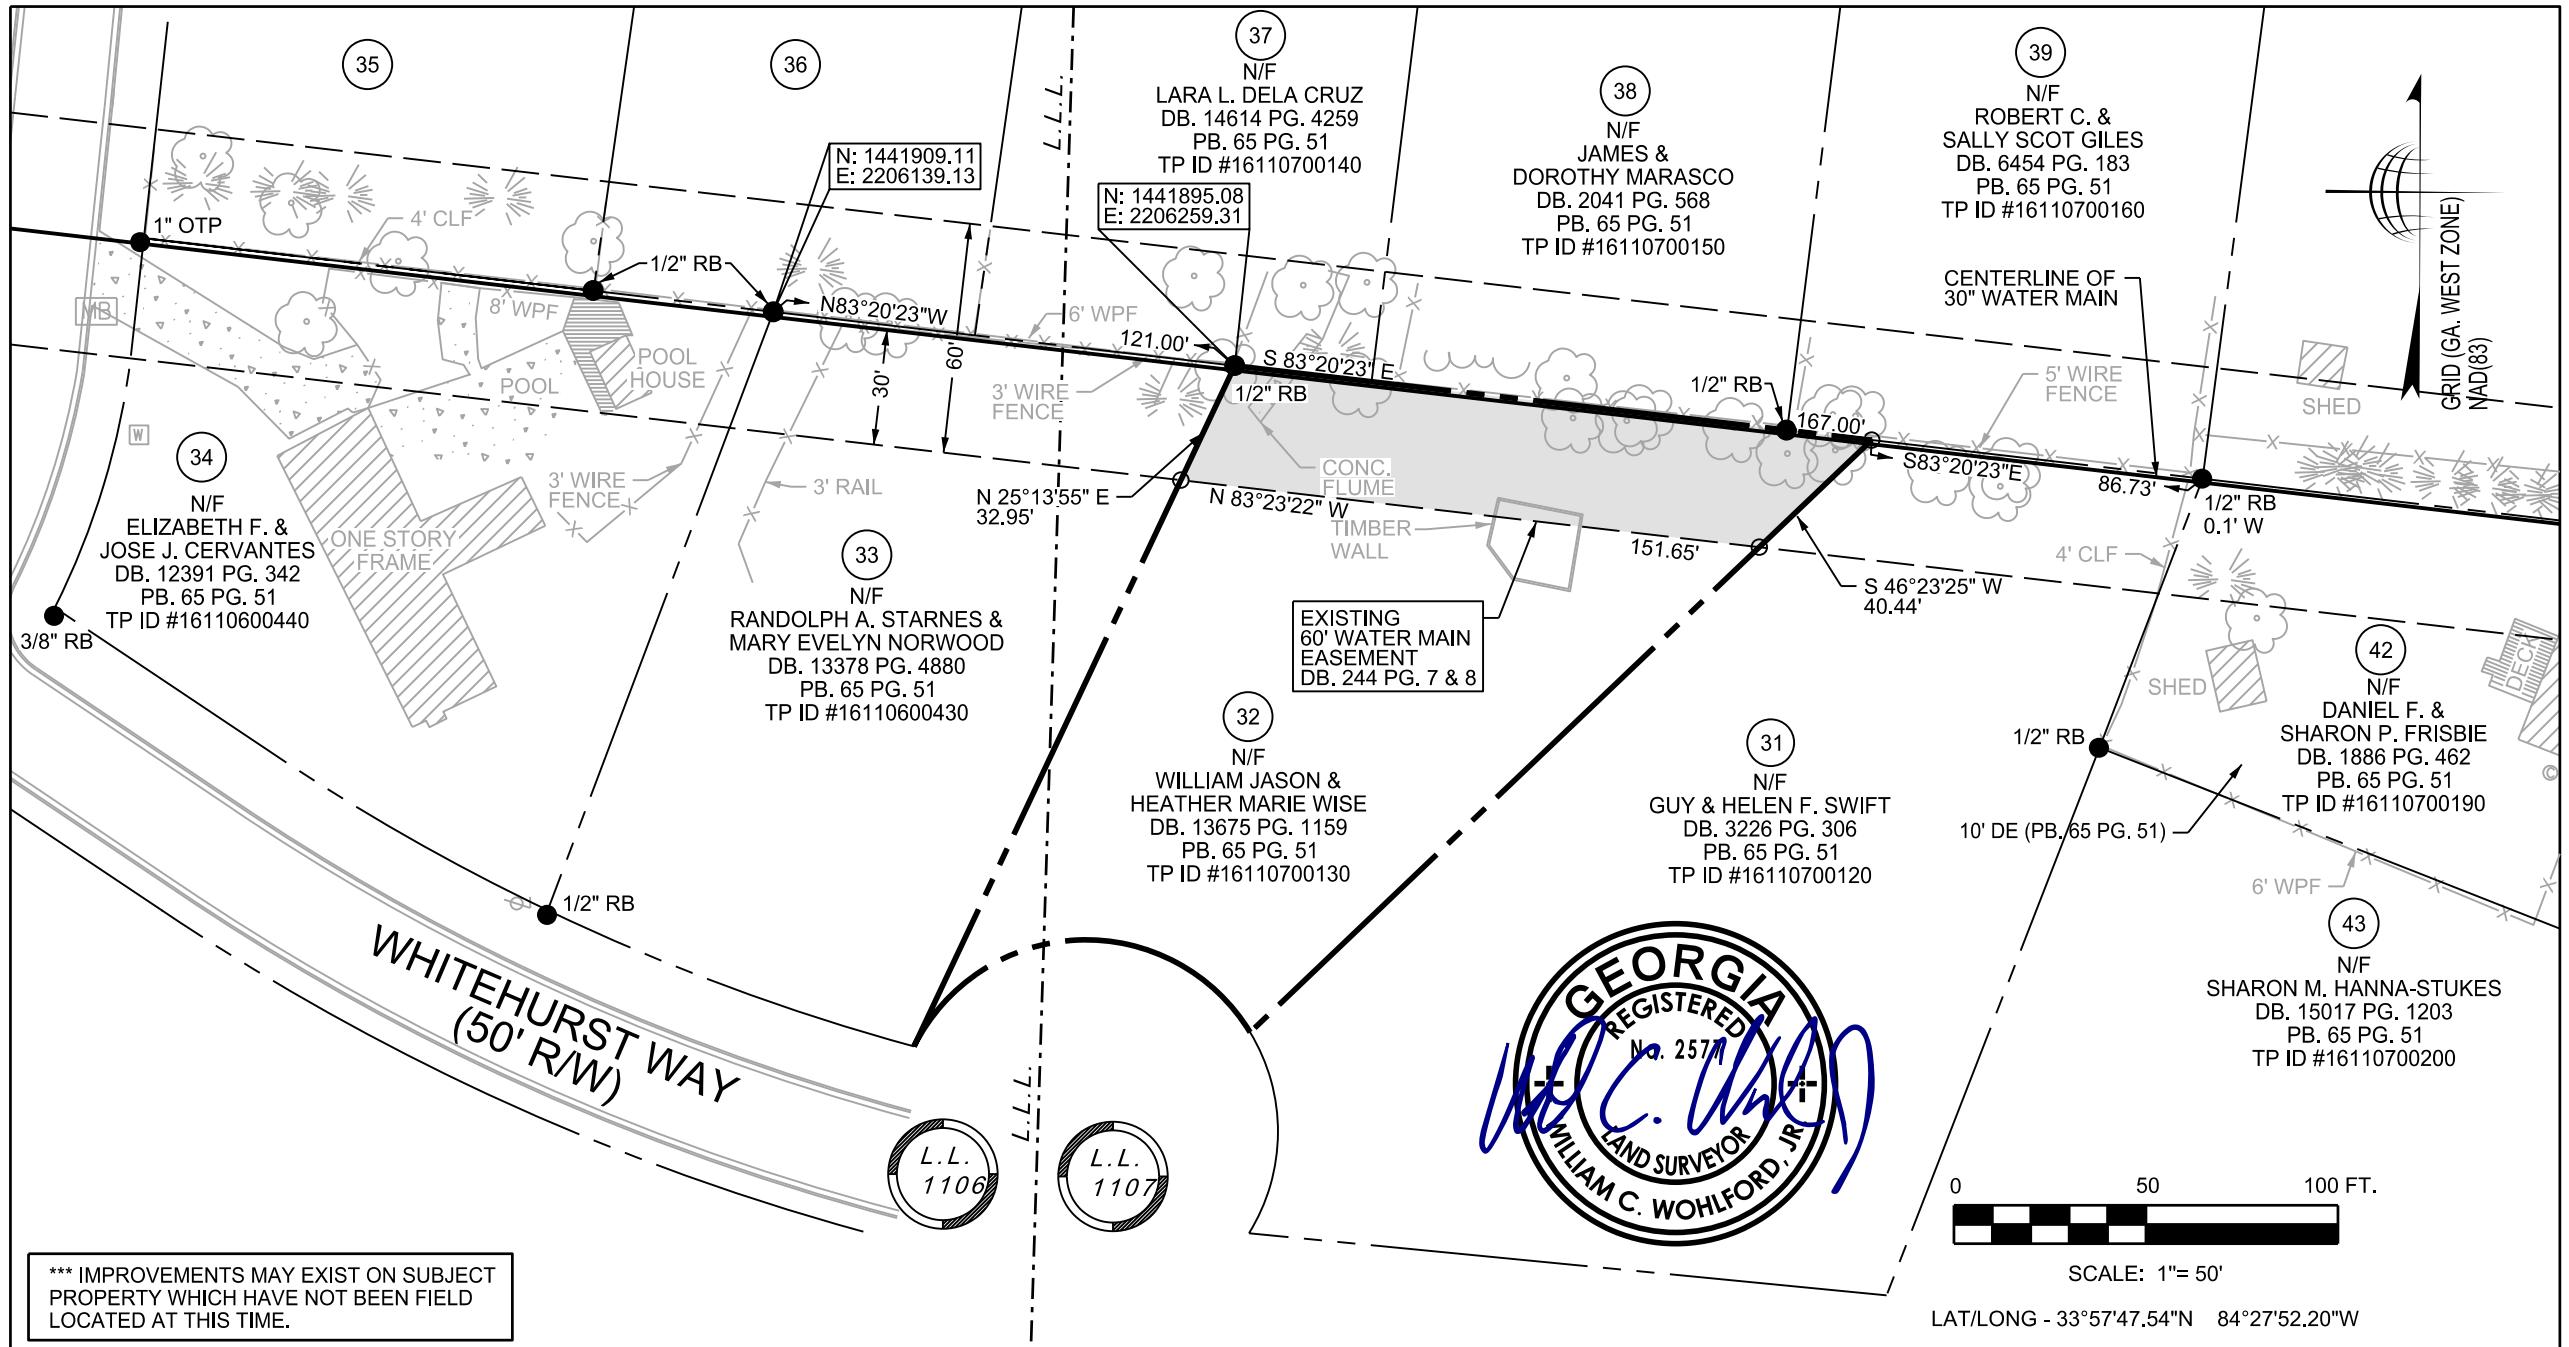 35
36
37
N/F
LARA L. DELA CRUZ
DB. 14614 PG. 4259
PB. 65 PG. 51
TP ID #16110700140
38
N/F
JAMES &
DOROTHY MARASCO
DB. 2041 PG. 568
PB. 65 PG. 51
TP ID #16110700150
39
N/F
ROBERT C. &
SALLY SCOT GILES
DB. 6454 PG. 183
PB. 65 PG. 51
TP ID #16110700160
L.L.L.
N: 1441909.11
E: 2206139.13
N: 1441895.08
E: 2206259.31
GRID (GA. WEST ZONE)
NAD(83)
1" OTP
4' CLF
1/2" RB
N83°20'23"W
121.00'
6' WPF
60'
30'
8' WPF
MB
POOL
POOL
HOUSE
W
3' WIRE
FENCE
S 83°20'23" E
1/2" RB
1/2" RB
167.00'
CENTERLINE OF
30" WATER MAIN
5' WIRE
FENCE
SHED
S83°20'23"E
86.73'
1/2" RB
0.1' W
34
N/F
ELIZABETH F. &
JOSE J. CERVANTES
DB. 12391 PG. 342
PB. 65 PG. 51
TP ID #16110600440
3/8" RB
ONE STORY
FRAME
3' WIRE
FENCE
3' RAIL
N 25°13'55" E
32.95'
CONC.
FLUME
N 83°23'22" W
151.65'
TIMBER
WALL
EXISTING
60' WATER MAIN
EASEMENT
DB. 244 PG. 7 & 8
S 46°23'25" W
40.44'
4' CLF
33
N/F
RANDOLPH A. STARNES &
MARY EVELYN NORWOOD
DB. 13378 PG. 4880
PB. 65 PG. 51
TP ID #16110600430
32
N/F
WILLIAM JASON &
HEATHER MARIE WISE
DB. 13675 PG. 1159
PB. 65 PG. 51
TP ID #16110700130
31
N/F
GUY & HELEN F. SWIFT
DB. 3226 PG. 306
PB. 65 PG. 51
TP ID #16110700120
SHED
DECK
42
N/F
DANIEL F. &
SHARON P. FRISBIE
DB. 1886 PG. 462
PB. 65 PG. 51
TP ID #16110700190
©
1/2" RB
10' DE (PB. 65 PG. 51)
6' WPF
43
N/F
SHARON M. HANNA-STUKES
DB. 15017 PG. 1203
PB. 65 PG. 51
TP ID #16110700200
1/2" RB
WHITEHURST WAY
(50' R/W)
L.L.L.
L.L.
1106
L.L.
1107
GEORGIA
REGISTERED
No. 2577
LAND SURVEYOR
WILLIAM C. WOHLFORD, JR.
0 50 100 FT.
SCALE: 1"= 50'
LAT/LONG - 33°57'47.54"N 84°27'52.20"W
*** IMPROVEMENTS MAY EXIST ON SUBJECT
PROPERTY WHICH HAVE NOT BEEN FIELD
LOCATED AT THIS TIME.